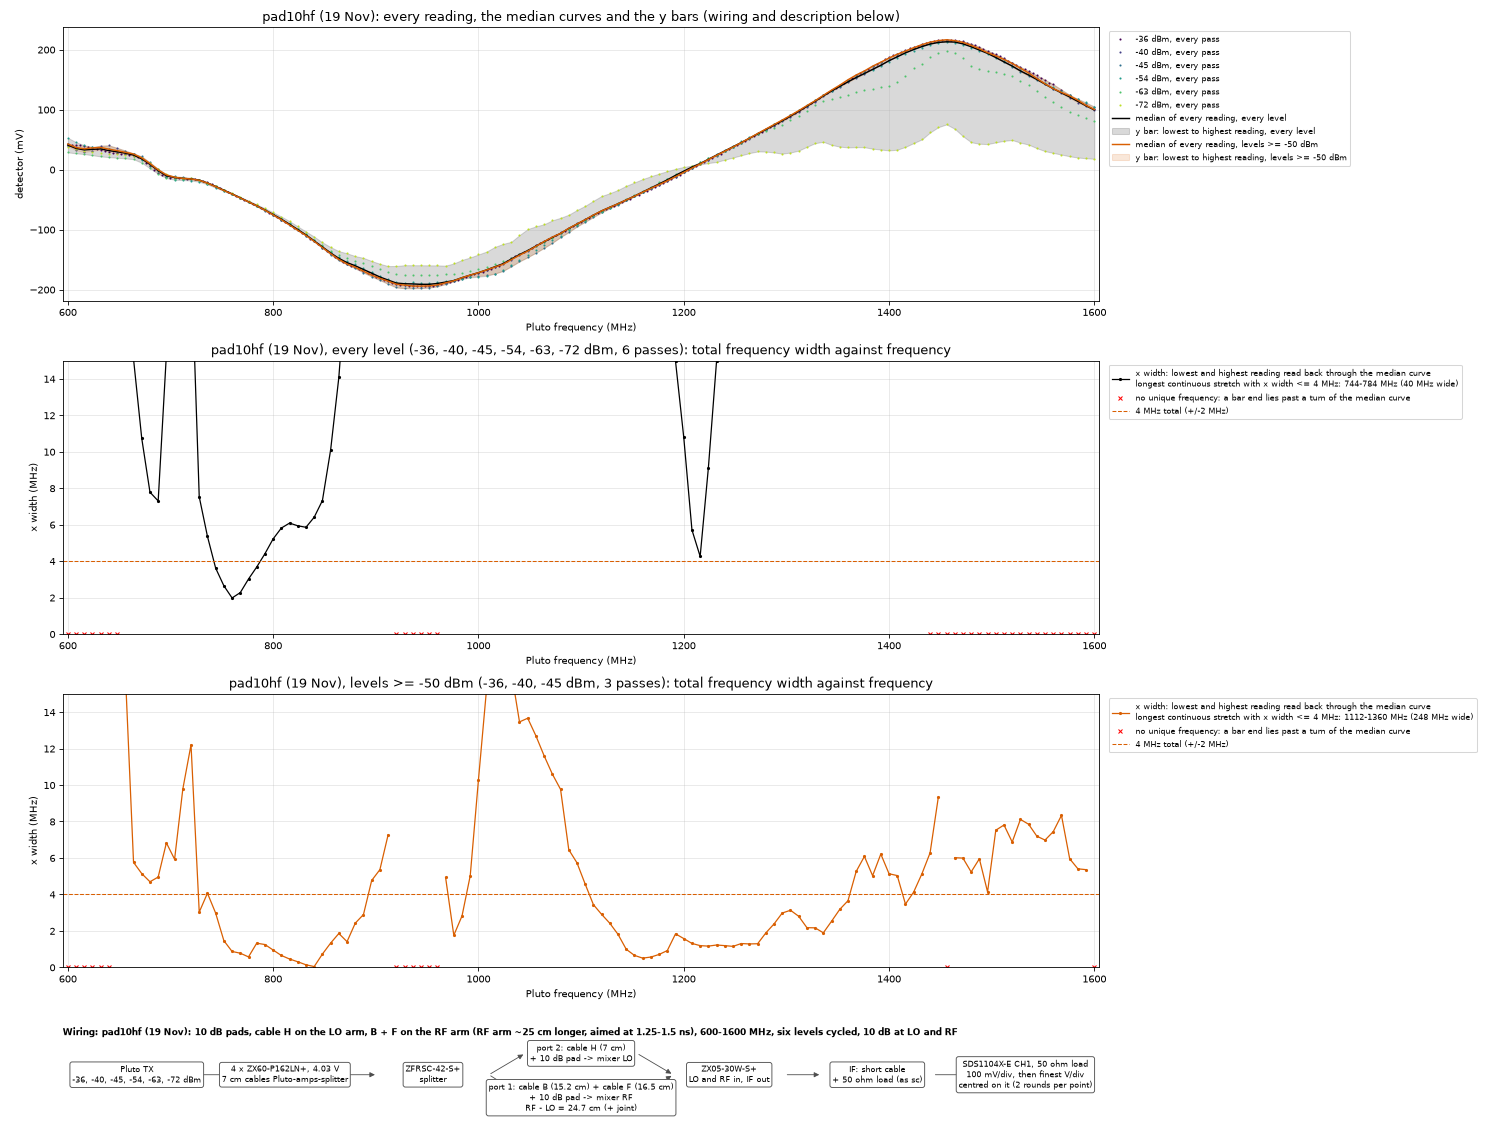 pad10hf (19 Nov): every reading, the median curves and the y bars (wiring and description below)
detector (mV)
200
100
0
−100
−200
600
800
1000
1200
1400
1600
Pluto frequency (MHz)
-36 dBm, every pass
-40 dBm, every pass
-45 dBm, every pass
-54 dBm, every pass
-63 dBm, every pass
-72 dBm, every pass
median of every reading, every level
y bar: lowest to highest reading, every level
median of every reading, levels >= -50 dBm
y bar: lowest to highest reading, levels >= -50 dBm
pad10hf (19 Nov), every level (-36, -40, -45, -54, -63, -72 dBm, 6 passes): total frequency width against frequency
x width (MHz)
14
12
10
8
6
4
2
0
600
800
1000
1200
1400
1600
Pluto frequency (MHz)
x width: lowest and highest reading read back through the median curve
longest continuous stretch with x width <= 4 MHz: 744-784 MHz (40 MHz wide)
no unique frequency: a bar end lies past a turn of the median curve
4 MHz total (+/-2 MHz)
pad10hf (19 Nov), levels >= -50 dBm (-36, -40, -45 dBm, 3 passes): total frequency width against frequency
x width (MHz)
14
12
10
8
6
4
2
0
600
800
1000
1200
1400
1600
Pluto frequency (MHz)
x width: lowest and highest reading read back through the median curve
longest continuous stretch with x width <= 4 MHz: 1112-1360 MHz (248 MHz wide)
no unique frequency: a bar end lies past a turn of the median curve
4 MHz total (+/-2 MHz)
Wiring: pad10hf (19 Nov): 10 dB pads, cable H on the LO arm, B + F on the RF arm (RF arm ~25 cm longer, aimed at 1.25-1.5 ns), 600-1600 MHz, six levels cycled, 10 dB at LO and RF
Pluto TX
-36, -40, -45, -54, -63, -72 dBm
4 x ZX60-P162LN+, 4.03 V
7 cm cables Pluto-amps-splitter
ZFRSC-42-S+
splitter
port 2: cable H (7 cm)
+ 10 dB pad -> mixer LO
port 1: cable B (15.2 cm) + cable F (16.5 cm)
+ 10 dB pad -> mixer RF
RF - LO = 24.7 cm (+ joint)
ZX05-30W-S+
LO and RF in, IF out
IF: short cable
+ 50 ohm load (as sc)
SDS1104X-E CH1, 50 ohm load
100 mV/div, then finest V/div
centred on it (2 rounds per point)